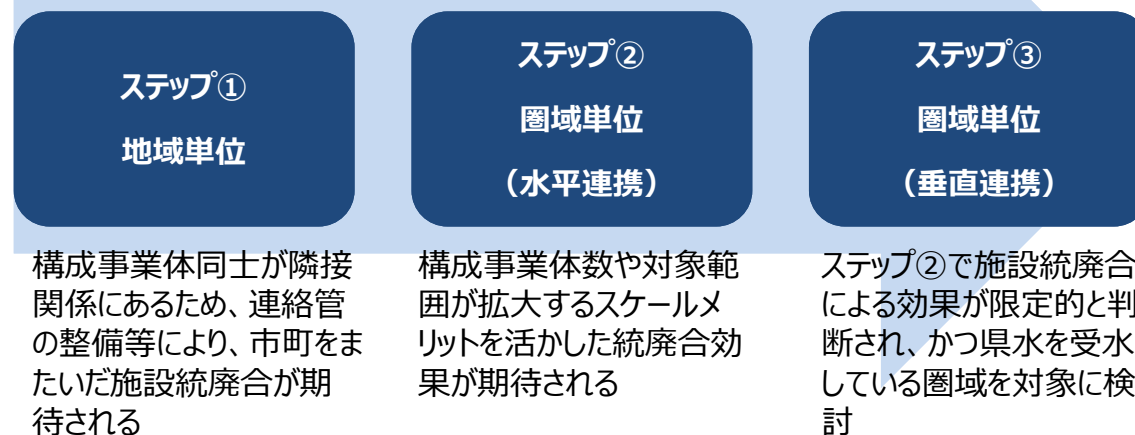 ステップ①
地域単位
構成事業体同士が隣接
関係にあるため、連絡管
の整備等により、市町をま
たいだ施設統廃合が期
待される
ステップ②
圏域単位
（水平連携）
構成事業体数や対象範
囲が拡大するスケールメ
リットを活かした統廃合効
果が期待される
ステップ③
圏域単位
（垂直連携）
ステップ②で施設統廃合
による効果が限定的と判
断され、かつ県水を受水
している圏域を対象に検
討